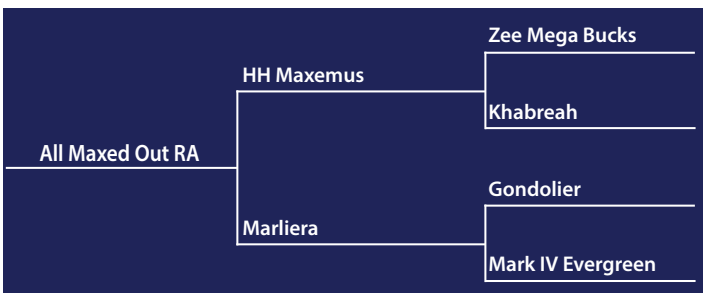 Zee Mega Bucks
HH Maxemus
Khabreah
All Maxed Out RA
Gondolier
Marliera
Mark IV Evergreen